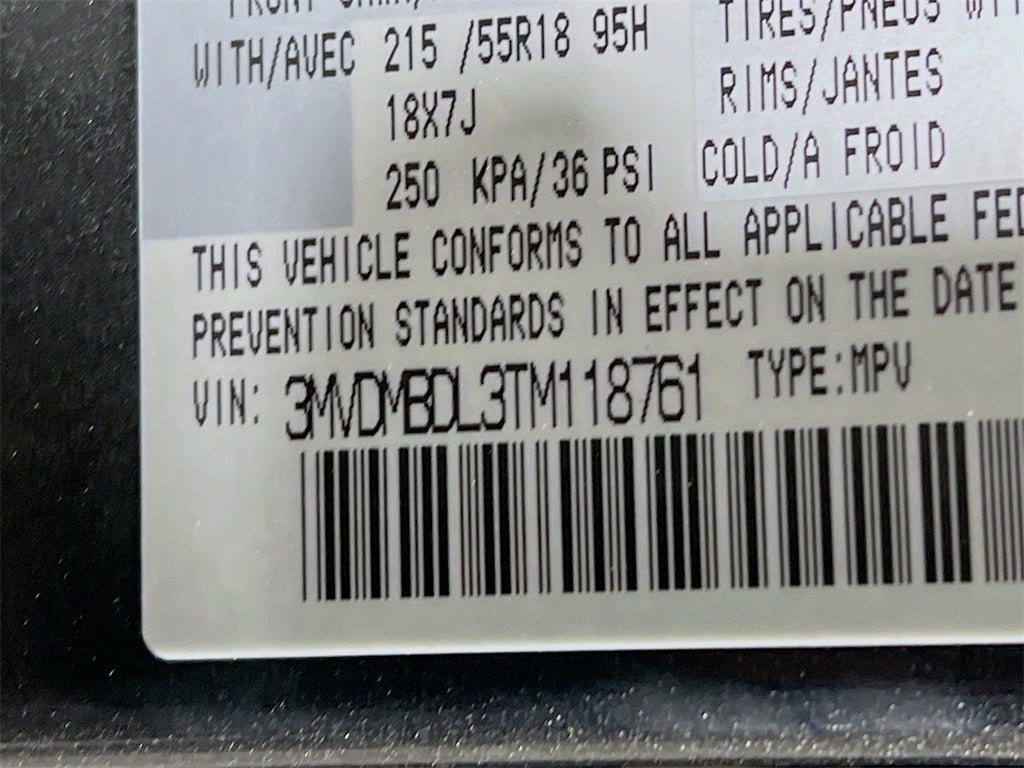 WITH/AVEC 215 /55R18 95H TIRES/PNEUS
18X7J RIMS/JANTES
250 KPA/36 PSI COLD/A FROID
THIS VEHICLE CONFORMS TO ALL APPLICABLE FED
PREVENTION STANDARDS IN EFFECT ON THE DATE
VIN: 3MVDMBDL3TM118761 TYPE:MPV